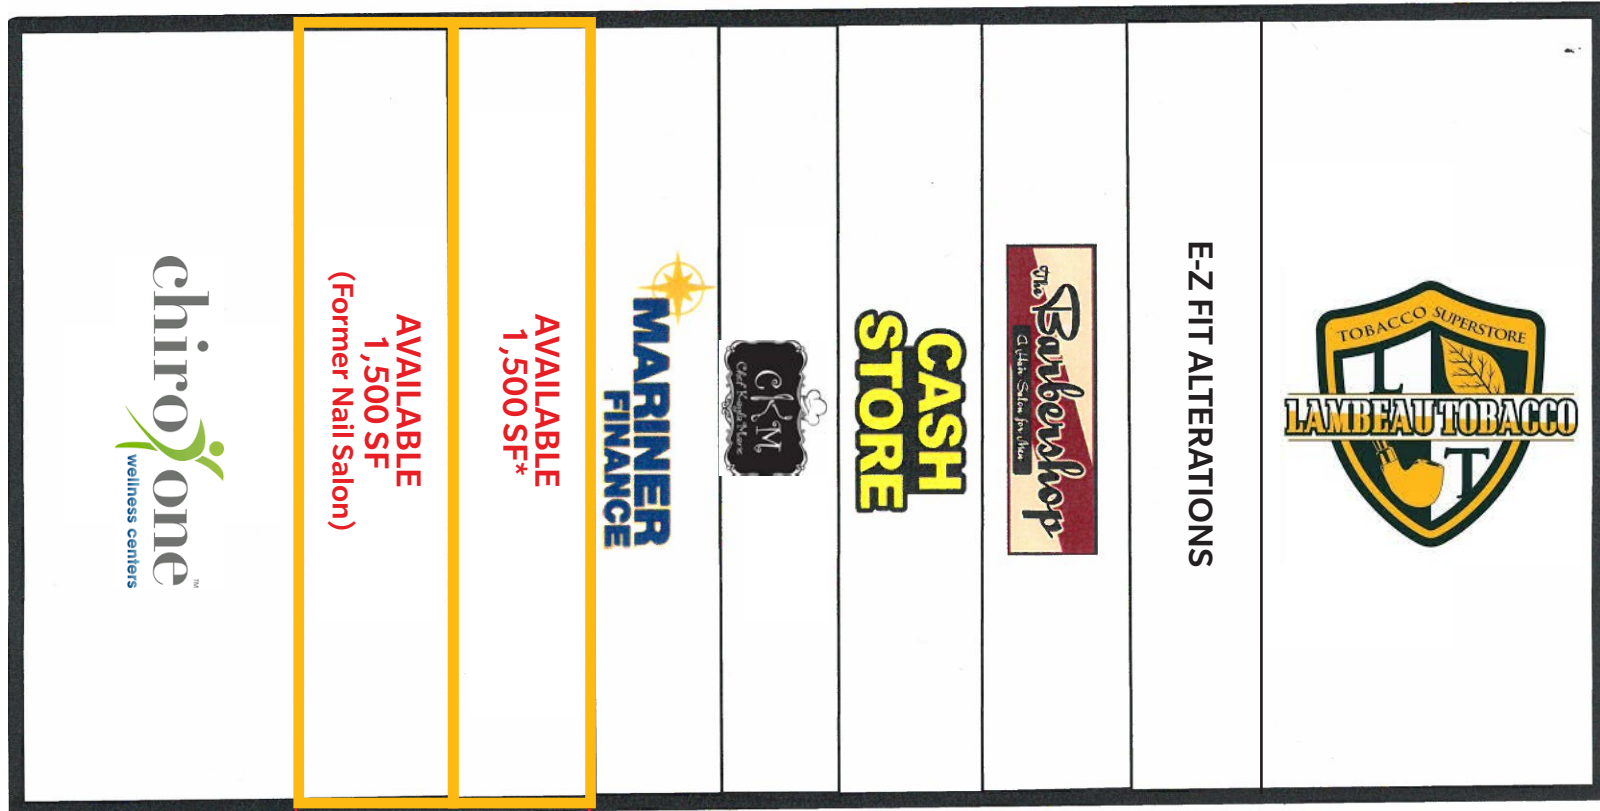 chiro one™
wellness centers
AVAILABLE
1,500 SF
(Former Nail Salon)
AVAILABLE
1,500 SF*
MARINER
FINANCE
CKM
CASH
STORE
The Barbershop
A Hair Salon for Men
E-Z FIT ALTERATIONS
TOBACCO SUPERSTORE
L
LAMBEAU TOBACCO
T